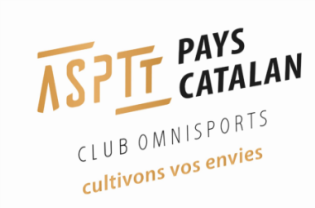 ASPTT PAYS
CATALAN
CLUB OMNISPORTS
cultivons vos envies